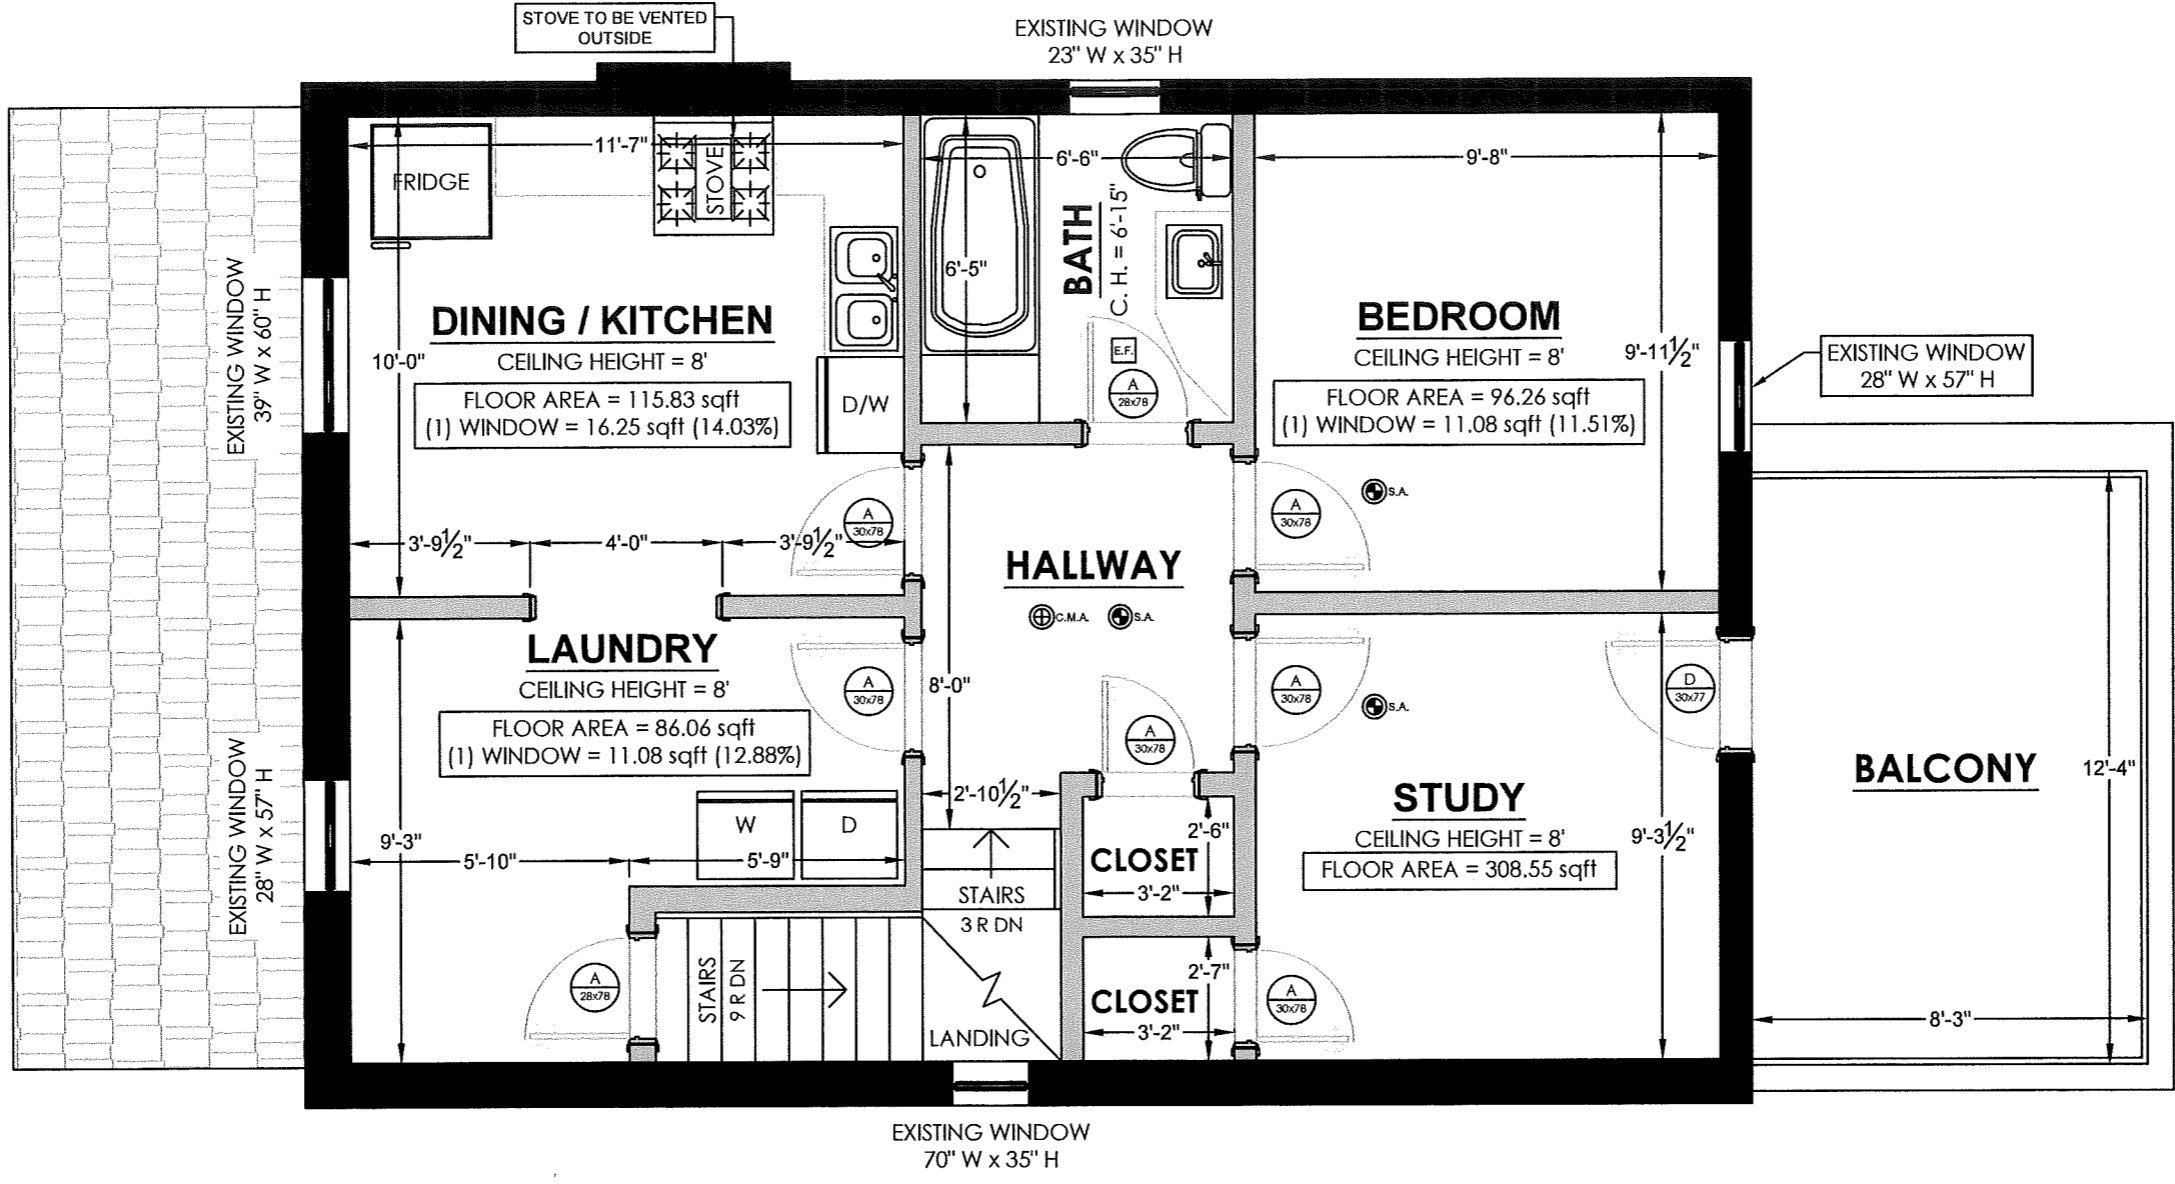 STOVE TO BE VENTED
OUTSIDE
EXISTING WINDOW
23" W x 35" H
11'-7"
FRIDGE
STOVE
6'-6"
9'-8"
BATH
C. H. = 6'-15"
6'-5"
EXISTING WINDOW
39" W x 60" H
DINING / KITCHEN
CEILING HEIGHT = 8'
10'-0"
FLOOR AREA = 115.83 sqft
(1) WINDOW = 16.25 sqft (14.03%)
D/W
E.F.
A
28x78
BEDROOM
CEILING HEIGHT = 8'
9'-11½"
FLOOR AREA = 96.26 sqft
(1) WINDOW = 11.08 sqft (11.51%)
EXISTING WINDOW
28" W x 57" H
A
30x78
A
30x78
S.A.
3'-9½"
4'-0"
3'-9½"
HALLWAY
C.M.A.
S.A.
LAUNDRY
CEILING HEIGHT = 8'
FLOOR AREA = 86.06 sqft
(1) WINDOW = 11.08 sqft (12.88%)
A
30x78
8'-0"
A
30x78
A
30x78
S.A.
D
30x77
EXISTING WINDOW
28" W x 57" H
W
D
2'-10½"
9'-3"
5'-10"
5'-9"
STAIRS
3 R DN
2'-6"
CLOSET
3'-2"
STUDY
CEILING HEIGHT = 8'
9'-3½"
FLOOR AREA = 308.55 sqft
BALCONY
12'-4"
8'-3"
A
28x78
STAIRS
9 R DN
LANDING
2'-7"
CLOSET
3'-2"
A
30x78
EXISTING WINDOW
70" W x 35" H